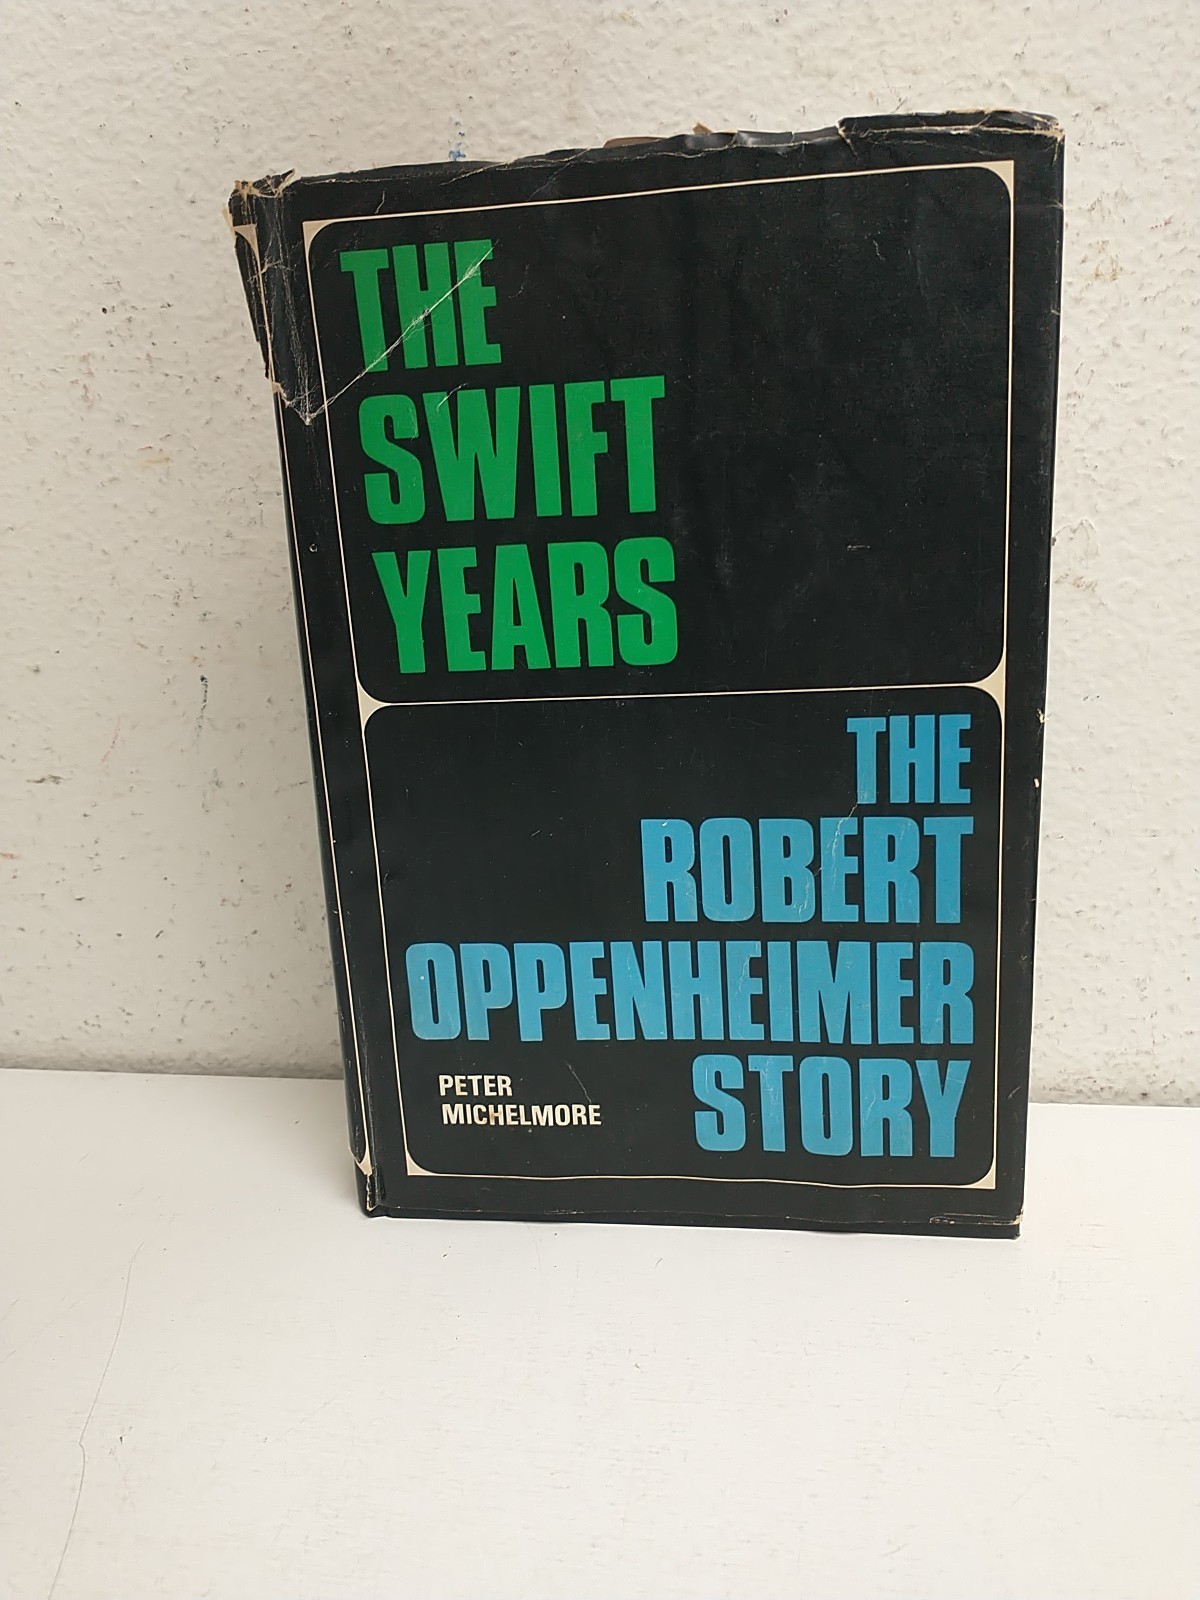 THE
SWIFT
YEARS
THE
ROBERT
OPPENHEIMER
STORY
PETER
MICHELMORE